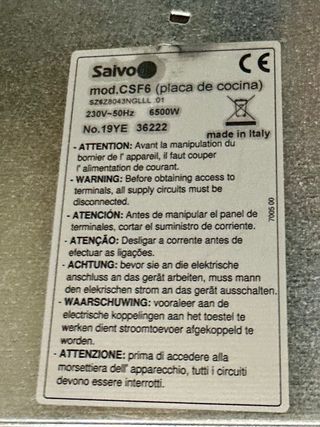 Saivo CE
mod.CSF6 (placa de cocina)
SZ6Z8043NGLLL :01
230V~50Hz 6500W
No.19YE 36222
made in Italy
- ATTENTION: Avant la manipulation du
bornier de l' appareil, il faut couper
l' alimentation de courant.
- WARNING: Before obtaining access to
terminals, all supply circuits must be
disconnected.
- ATENCIÓN: Antes de manipular el panel de
terminales, cortar el suministro de corriente.
- ATENÇÃO: Desligar a corrente antes de
efectuar as ligações.
- ACHTUNG: bevor sie an die elektrische
anschluss an das gerät arbeiten, muss mann
den elekrischen strom an das gerät ausschalten.
- WAARSCHUWING: vooraleer aan de
electrische koppelingen aan het toestel te
werken dient stroomtoevoer afgekoppeld te
worden.
- ATTENZIONE: prima di accedere alla
morsettiera dell' apparecchio, tutti i circuiti
devono essere interrotti.
7005 00